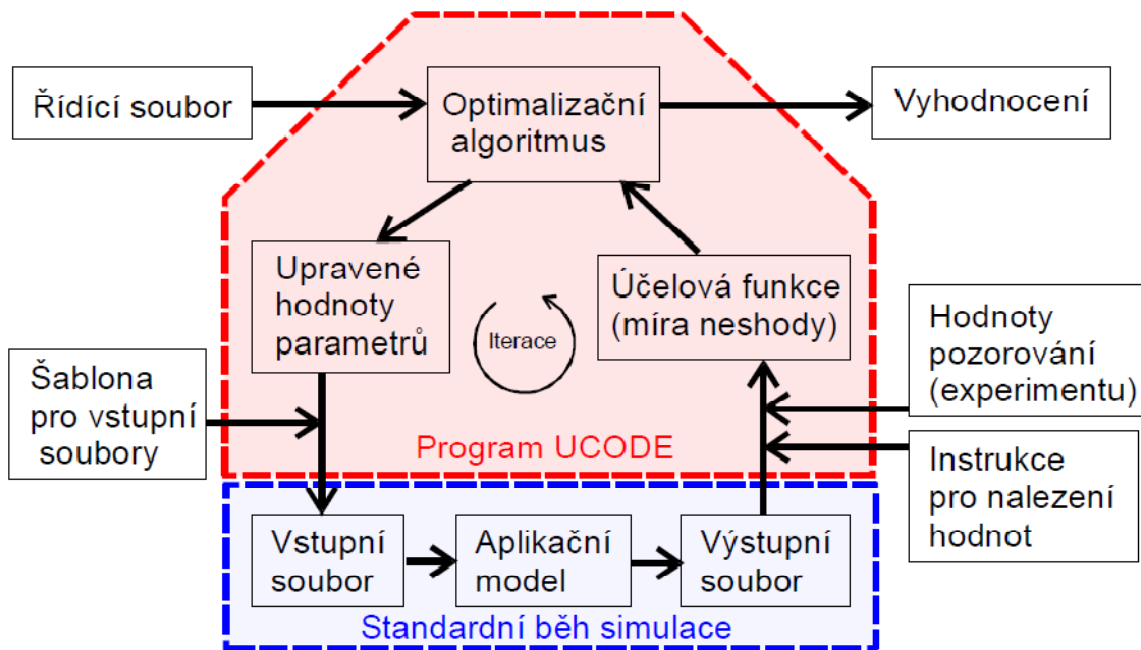 Řídící soubor
Optimalizační
algoritmus
Vyhodnocení
Upravené
hodnoty
parametrů
Iterace
Účelová funkce
(míra neshody)
Šablona
pro vstupní
soubory
Hodnoty
pozorování
(experimentu)
Instrukce
pro nalezení
hodnot
Program UCODE
Vstupní
soubor
Aplikační
model
Výstupní
soubor
Standardní běh simulace